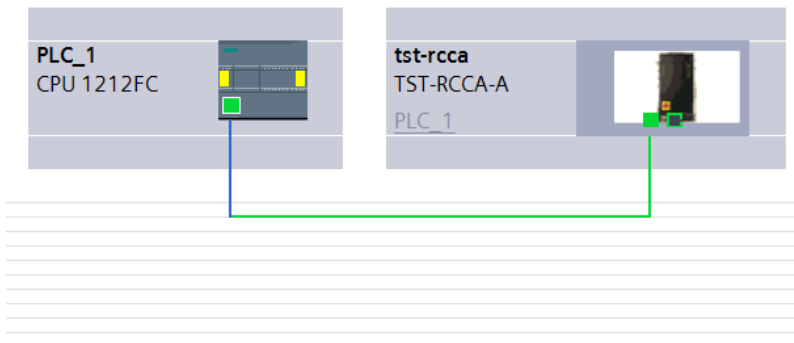 PLC_1
CPU 1212FC
tst-rcca
TST-RCCA-A
PLC_1